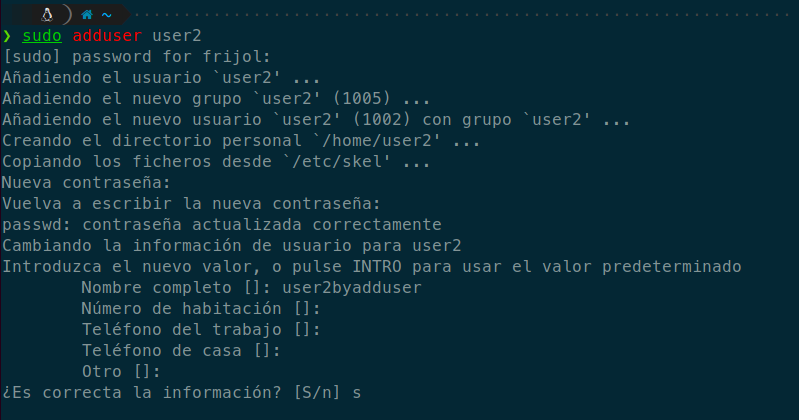 ~
❯ sudo adduser user2
[sudo] password for frijol:
Añadiendo el usuario `user2' ...
Añadiendo el nuevo grupo `user2' (1005) ...
Añadiendo el nuevo usuario `user2' (1002) con grupo `user2' ...
Creando el directorio personal `/home/user2' ...
Copiando los ficheros desde `/etc/skel' ...
Nueva contraseña:
Vuelva a escribir la nueva contraseña:
passwd: contraseña actualizada correctamente
Cambiando la información de usuario para user2
Introduzca el nuevo valor, o pulse INTRO para usar el valor predeterminado
Nombre completo []: user2byadduser
Número de habitación []:
Teléfono del trabajo []:
Teléfono de casa []:
Otro []:
¿Es correcta la información? [S/n] s